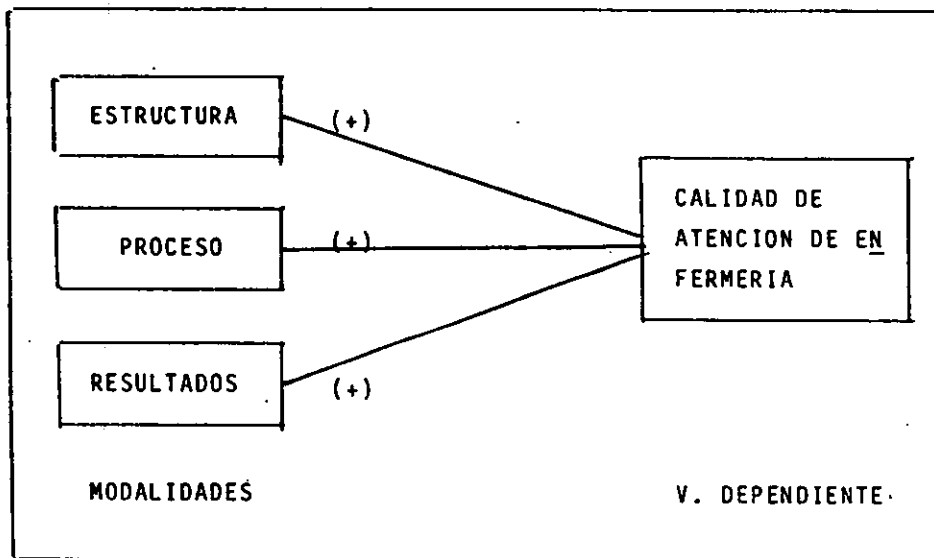 ESTRUCTURA
(+)
PROCESO
(+)
RESULTADOS
(+)
CALIDAD DE
ATENCION DE EN
FERMERIA
MODALIDADES
V. DEPENDIENTE